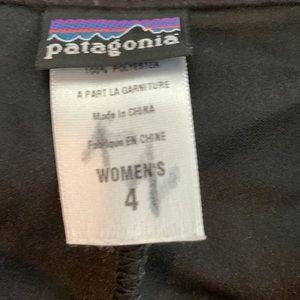 patagonia
100% POLYESTER
A PART LA GARNITURE
Made in CHINA
Fabriqué EN CHINE
WOMEN'S
4